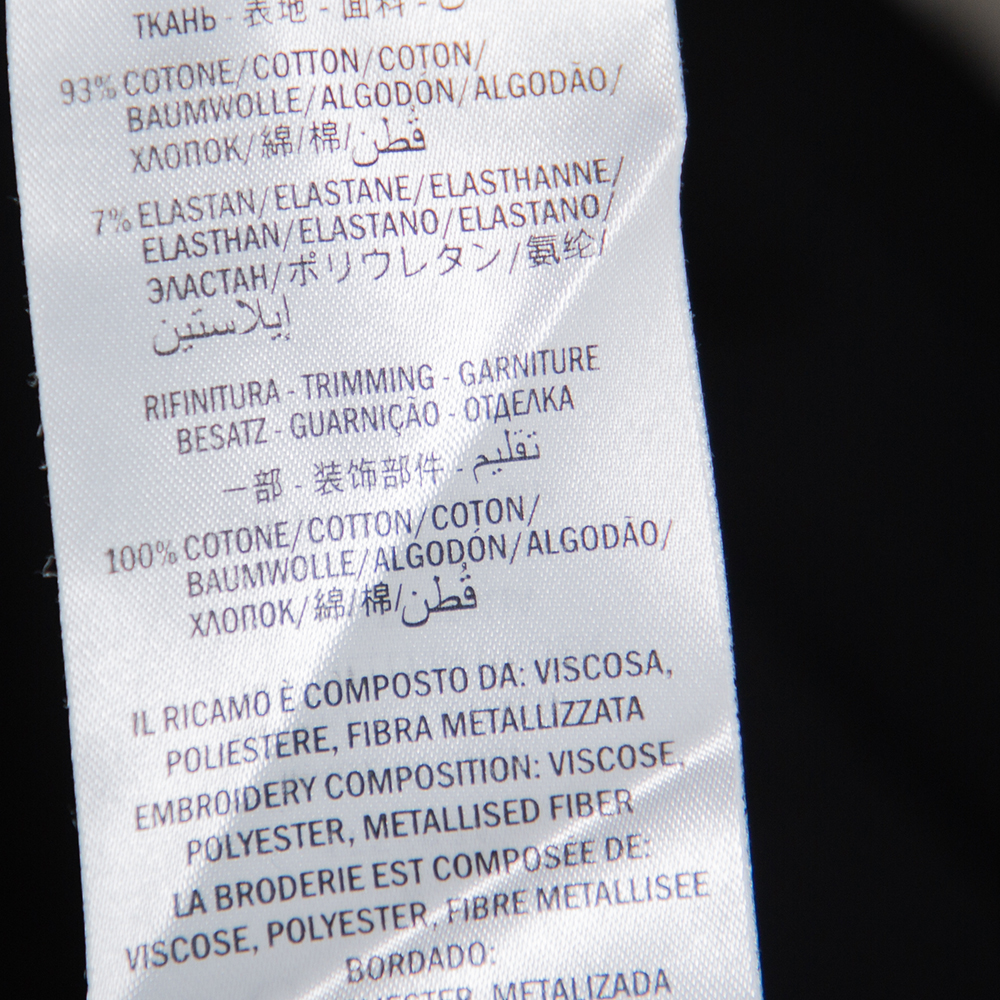 ТКАНЬ - 表地 - 面料 -
93% COTONE/COTTON/COTON/
BAUMWOLLE/ALGODÓN/ALGODÃO/
ХЛОПОК/綿/棉/قُطن
7% ELASTAN/ELASTANE/ELASTHANNE/
ELASTHAN/ELASTANO/ELASTANO/
ЭЛАСТАН/ポリウレタン/氨纶/
إيلاستين
RIFINITURA - TRIMMING - GARNITURE
BESATZ - GUARNIÇÃO - ОТДЕЛКА
一部 - 装饰部件 - تقليم
100% COTONE/COTTON/COTON/
BAUMWOLLE/ALGODÓN/ALGODÃO/
ХЛОПОК/綿/棉/قُطن
IL RICAMO È COMPOSTO DA: VISCOSA,
POLIESTERE, FIBRA METALLIZZATA
EMBROIDERY COMPOSITION: VISCOSE,
POLYESTER, METALLISED FIBER
LA BRODERIE EST COMPOSÉE DE:
VISCOSE, POLYESTER, FIBRE METALLISEE
BORDADO:
METALIZADA